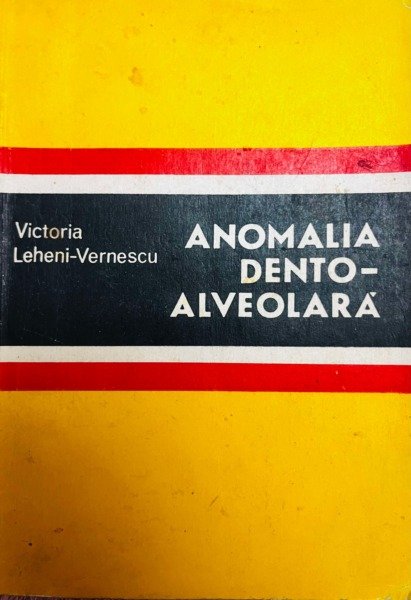 Victoria
Leheni-Vernescu
ANOMALIA
DENTO-
ALVEOLARĂ